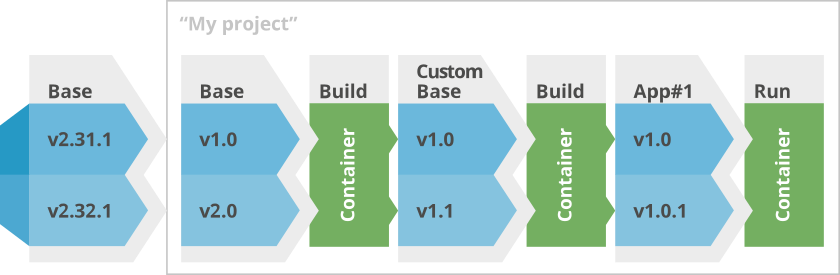 “My project”
Base
v2.31.1
v2.32.1
Base
v1.0
v2.0
Build
Container
Custom
Base
v1.0
v1.1
Build
Container
App#1
v1.0
v1.0.1
Run
Container